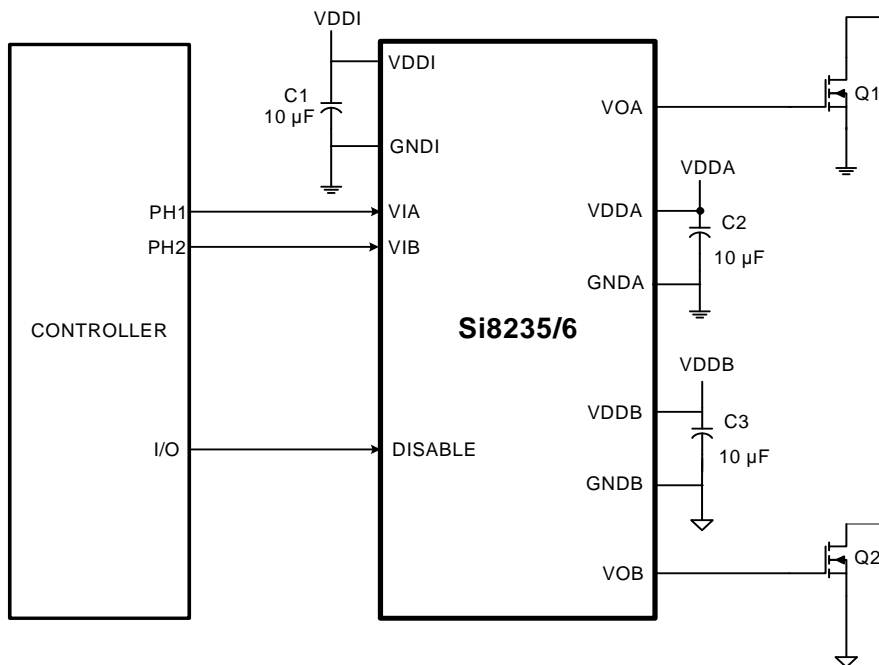 VDDI
VDDI
C1
10 µF
GNDI
PH1
VIA
PH2
VIB
CONTROLLER
I/O
DISABLE
Si8235/6
VOA
Q1
VDDA
VDDA
C2
10 µF
GNDA
VDDB
VDDB
C3
10 µF
GNDB
VOB
Q2